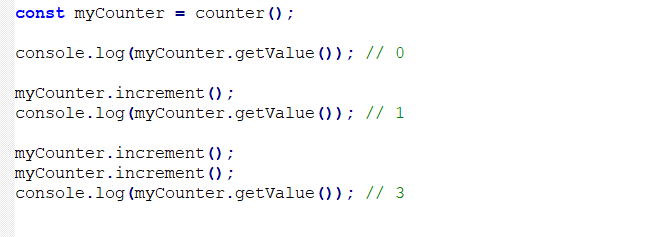 const myCounter = counter();
console.log(myCounter.getValue()); // 0
myCounter.increment();
console.log(myCounter.getValue()); // 1
myCounter.increment();
myCounter.increment();
console.log(myCounter.getValue()); // 3